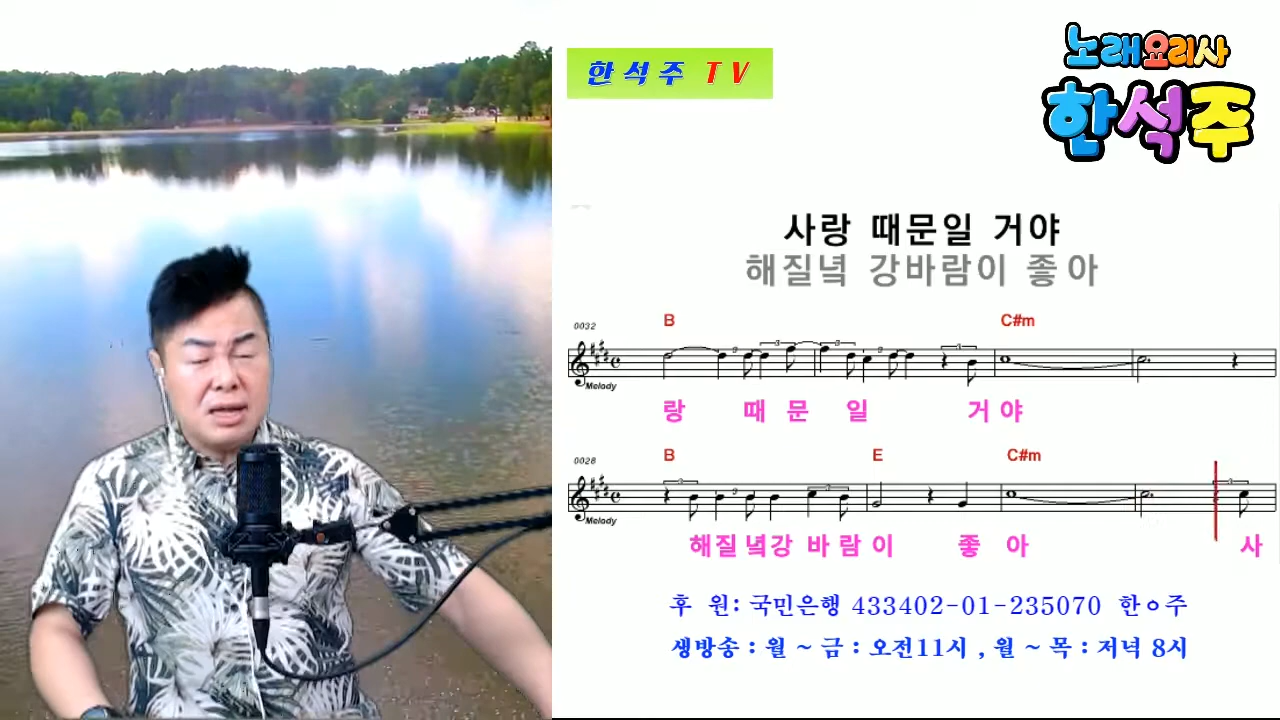 노래요리사
한석주
한석주 TV
사랑 때문일 거야
해질녘 강바람이 좋아
0032 B C#m
Melody
랑 때 문 일 거 야
0028 B E C#m
Melody
해질 녘강 바 람 이 좋 아 사
후 원: 국민은행 433402-01-235070 한ㅇ주
생방송 : 월 ~ 금 : 오전11시 , 월 ~ 목 : 저녁 8시